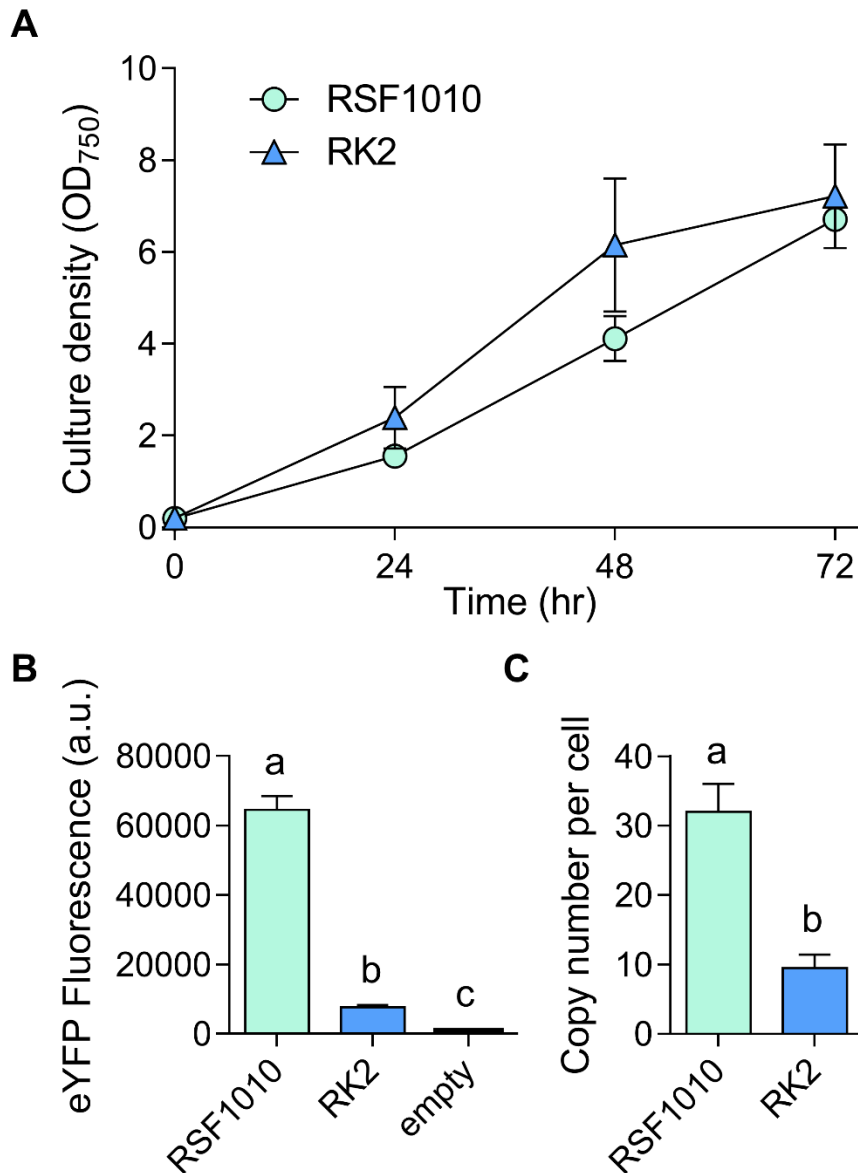 A
Culture density (OD750)
10
8
6
4
2
0
RSF1010
RK2
0 24 48 72
Time (hr)
B
eYFP Fluorescence (a.u.)
80000
60000
40000
20000
0
a
b
c
RSF1010 RK2 empty
C
Copy number per cell
40
30
20
10
0
a
b
RSF1010 RK2